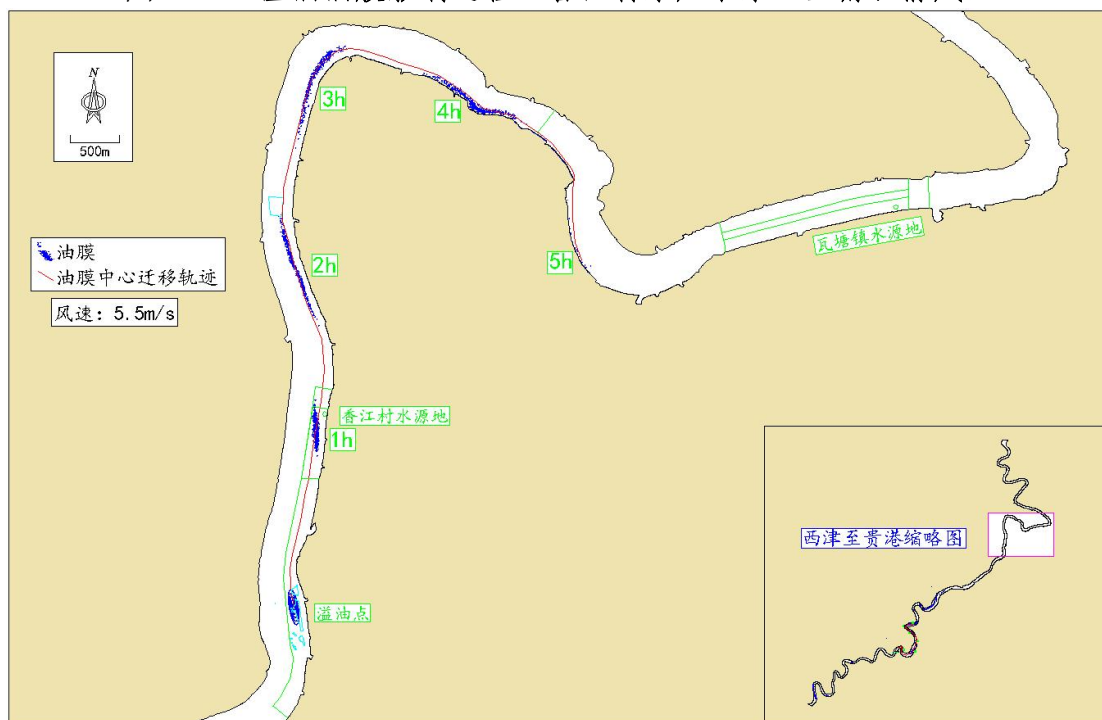 N
500m
油膜
油膜中心迁移轨迹
风速：5.5m/s
3h
4h
2h
5h
瓦塘镇水源地
香江村水源地
1h
溢油点
西津至贵港缩略图